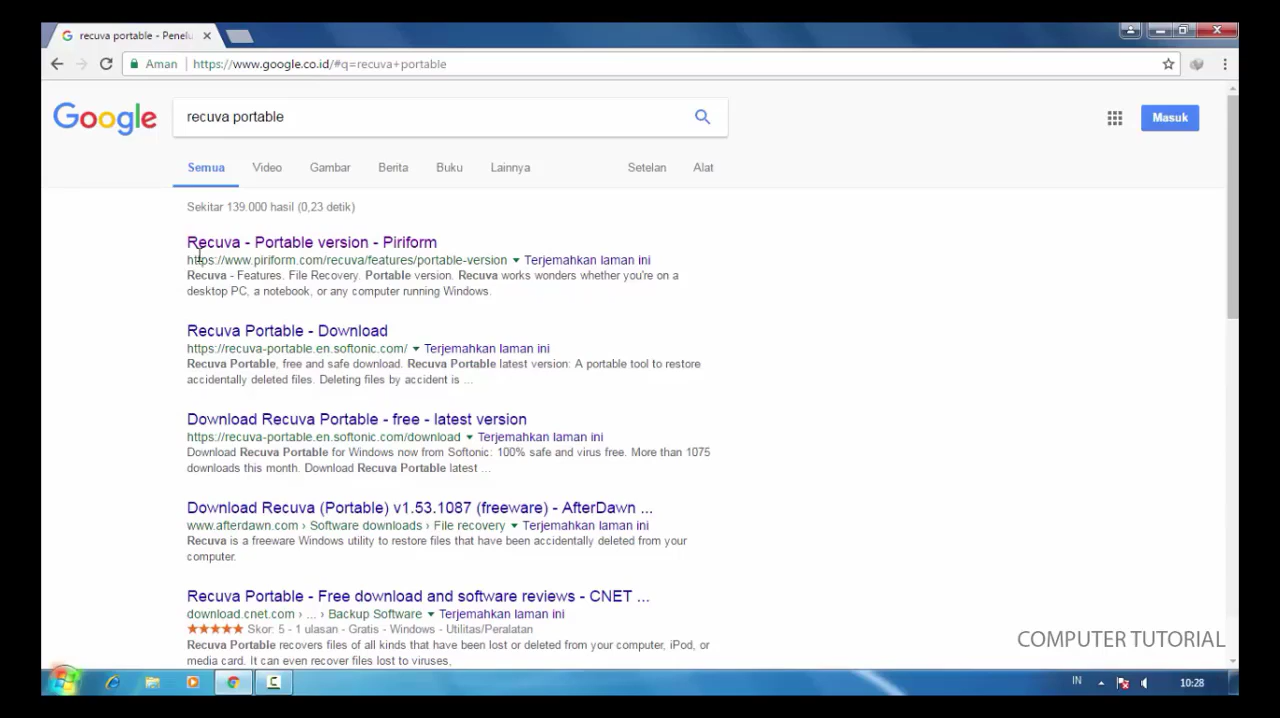 recuva portable - Penelu
Aman https://www.google.co.id/#q=recuva+portable
Google recuva portable Masuk
Semua Video Gambar Berita Buku Lainnya Setelan Alat
Sekitar 139.000 hasil (0,23 detik)
Recuva - Portable version - Piriform
https://www.piriform.com/recuva/features/portable-version Terjemahkan laman ini
Recuva - Features. File Recovery. Portable version. Recuva works wonders whether you're on a
desktop PC, a notebook, or any computer running Windows.
Recuva Portable - Download
https://recuva-portable.en.softonic.com/ Terjemahkan laman ini
Recuva Portable, free and safe download. Recuva Portable latest version: A portable tool to restore
accidentally deleted files. Deleting files by accident is ...
Download Recuva Portable - free - latest version
https://recuva-portable.en.softonic.com/download Terjemahkan laman ini
Download Recuva Portable for Windows now from Softonic: 100% safe and virus free. More than 1075
downloads this month. Download Recuva Portable latest ...
Download Recuva (Portable) v1.53.1087 (freeware) - AfterDawn ...
www.afterdawn.com › Software downloads › File recovery Terjemahkan laman ini
Recuva is a freeware Windows utility to restore files that have been accidentally deleted from your
computer.
Recuva Portable - Free download and software reviews - CNET ...
download.cnet.com › ... › Backup Software Terjemahkan laman ini
Skor: 5 - 1 ulasan - Gratis - Windows - Utilitas/Peralatan
Recuva Portable recovers files of all kinds that have been lost or deleted from your computer, iPod, or
media card. It can even recover files lost to viruses,
COMPUTER TUTORIAL
IN 10:28